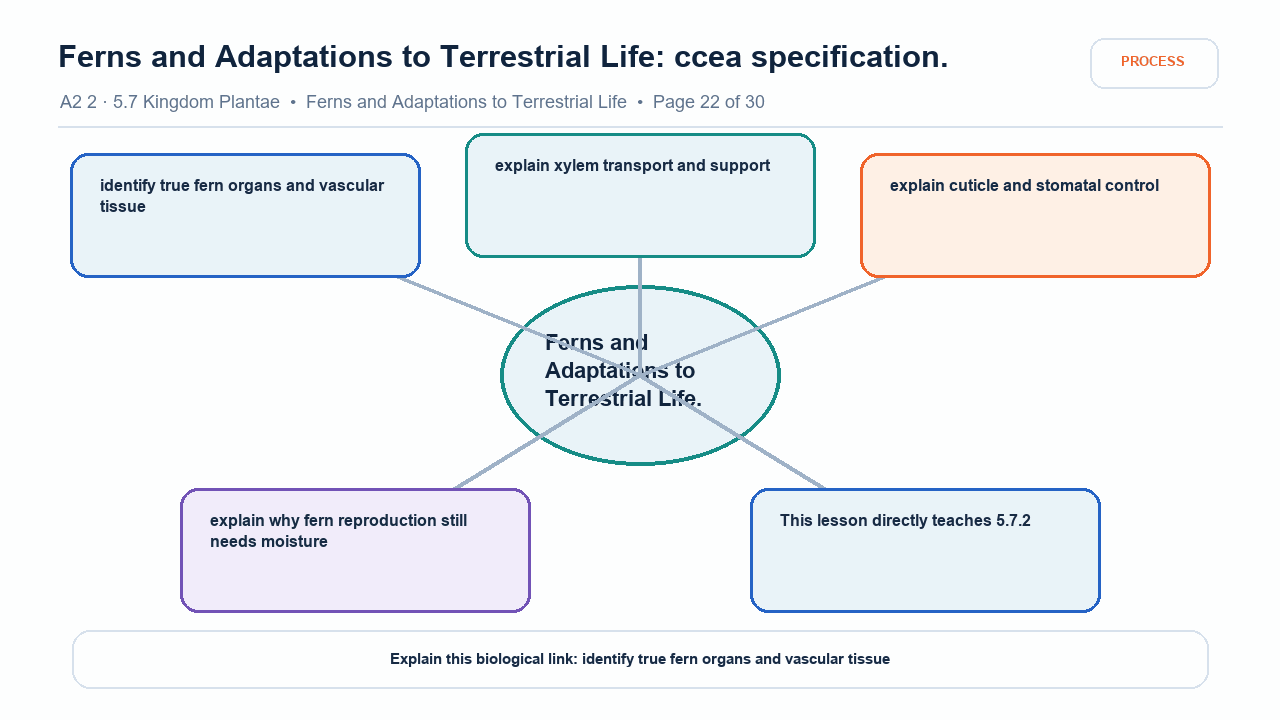 Ferns and Adaptations to Terrestrial Life: ccea specification.
PROCESS
A2 2 · 5.7 Kingdom Plantae • Ferns and Adaptations to Terrestrial Life • Page 22 of 30
identify true fern organs and vascular
tissue
explain xylem transport and support
explain cuticle and stomatal control
Ferns and
Adaptations to
Terrestrial Life.
explain why fern reproduction still
needs moisture
This lesson directly teaches 5.7.2
Explain this biological link: identify true fern organs and vascular tissue